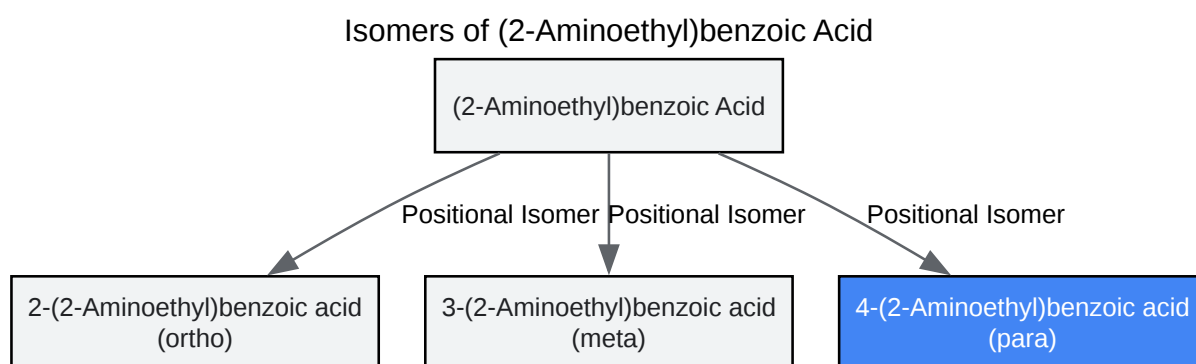 Isomers of (2-Aminoethyl)benzoic Acid
(2-Aminoethyl)benzoic Acid
Positional Isomer
Positional Isomer
Positional Isomer
2-(2-Aminoethyl)benzoic acid
(ortho)
3-(2-Aminoethyl)benzoic acid
(meta)
4-(2-Aminoethyl)benzoic acid
(para)